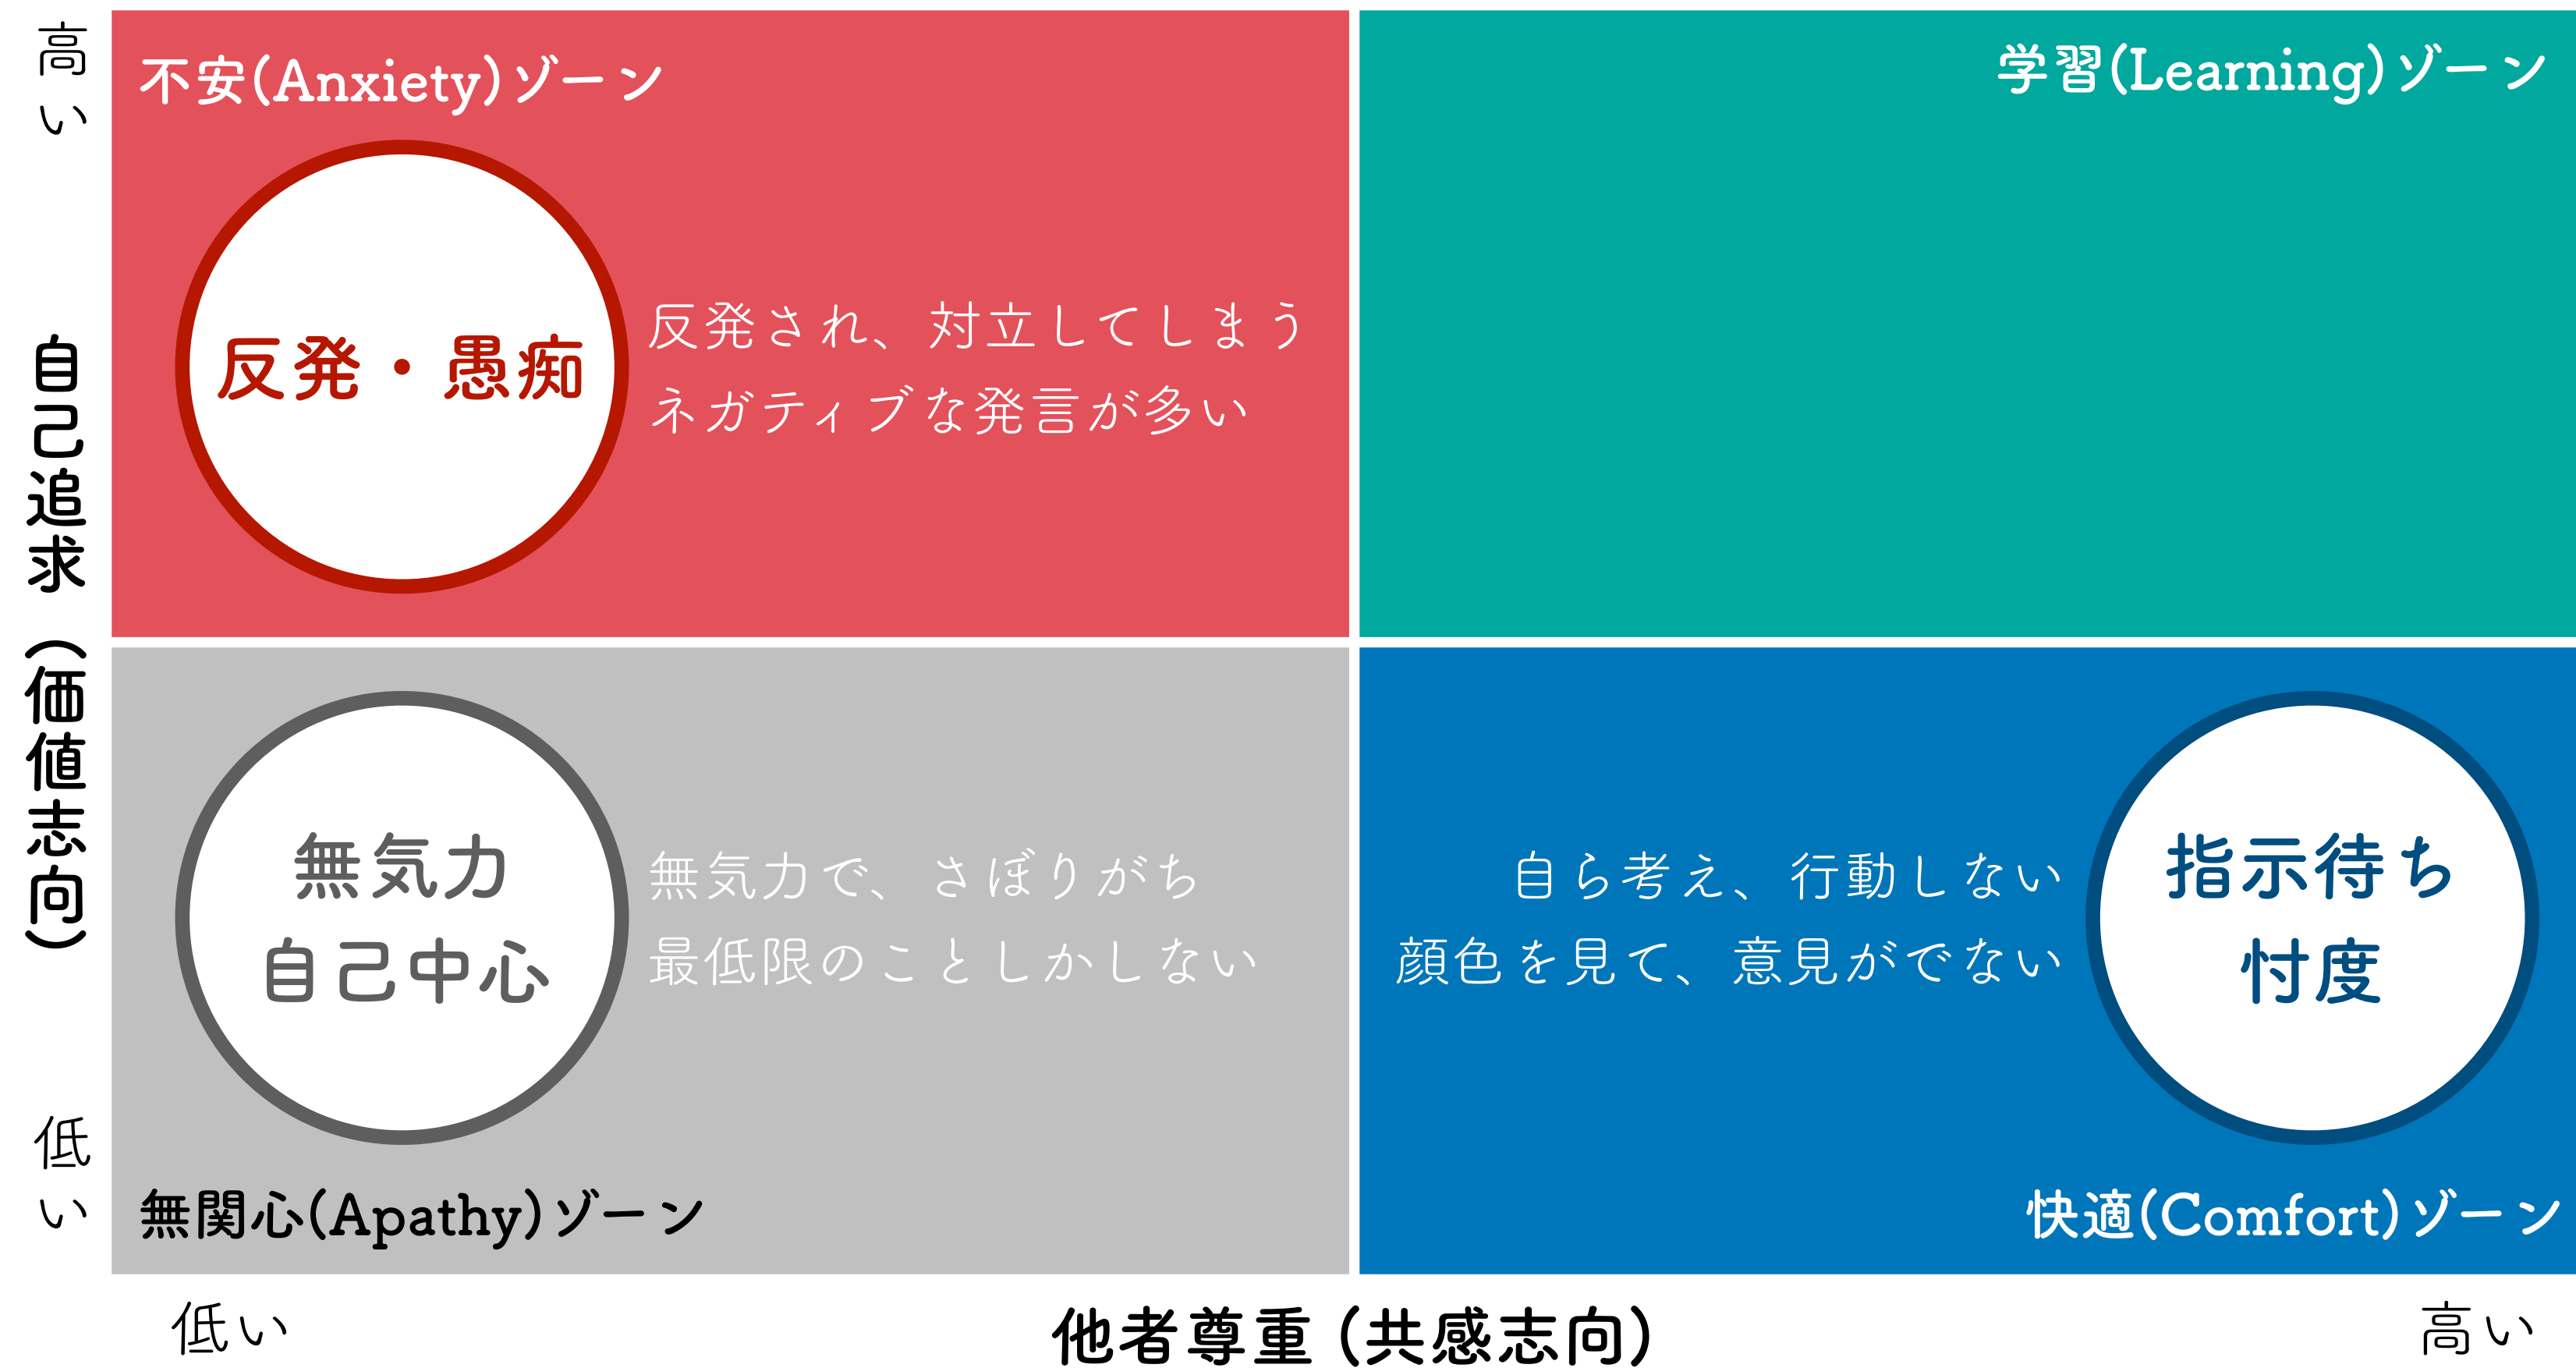 高い
不安(Anxiety)ゾーン
反発・愚痴
反発され、対立してしまう
ネガティブな発言が多い
学習(Learning)ゾーン
自己追求(価値志向)
無気力
自己中心
無気力で、さぼりがち
最低限のことしかしない
無関心(Apathy)ゾーン
自ら考え、行動しない
顔色を見て、意見がでない
指示待ち
忖度
快適(Comfort)ゾーン
低い
低い
他者尊重(共感志向)
高い